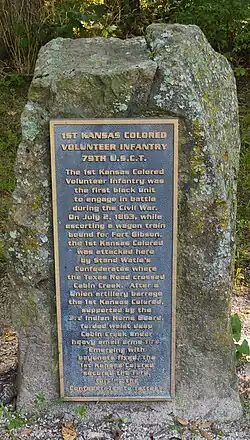 1ST KANSAS COLORED
VOLUNTEER INFANTRY
79TH U.S.C.T.
The 1st Kansas Colored
Volunteer Infantry was
the first black unit
to engage in battle
during the Civil War.
On July 2, 1863, while
escorting a wagon train
bound for Fort Gibson,
the 1st Kansas Colored
was attacked here
by Stand Watie's
Confederates where
the Texas Road crossed
Cabin Creek. After a
Union artillery barrage
the 1st Kansas Colored
supported by the
3rd Indian Home Guard,
forded waist deep
Cabin Creek under
heavy small arms fire.
Emerging with
bayonets fixed, the
1st Kansas Colored
secured the ford,
the
Confederates to retreat